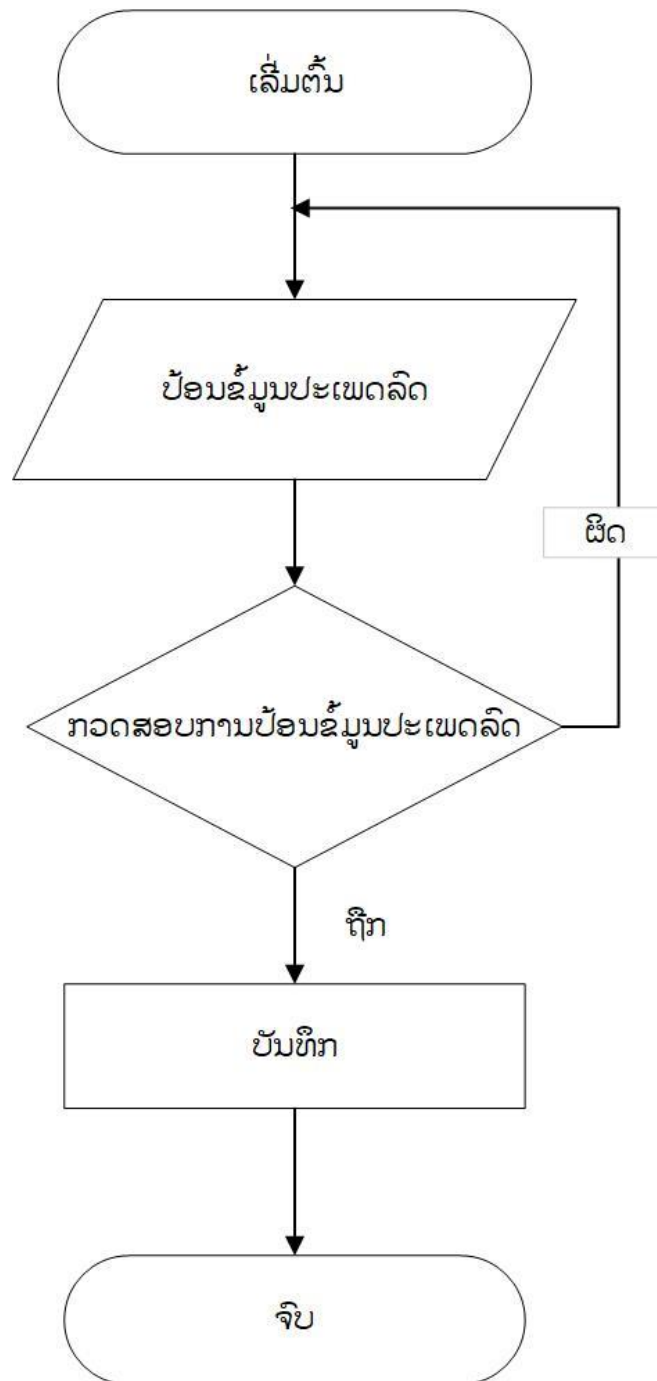 ເລີ່ມຕົ້ນ
ປ້ອນຂໍ້ມູນປະເພດລົດ
ຜິດ
ກວດສອບການປ້ອນຂໍ້ມູນປະເພດລົດ
ຖືກ
ບັນທຶກ
ຈົບ